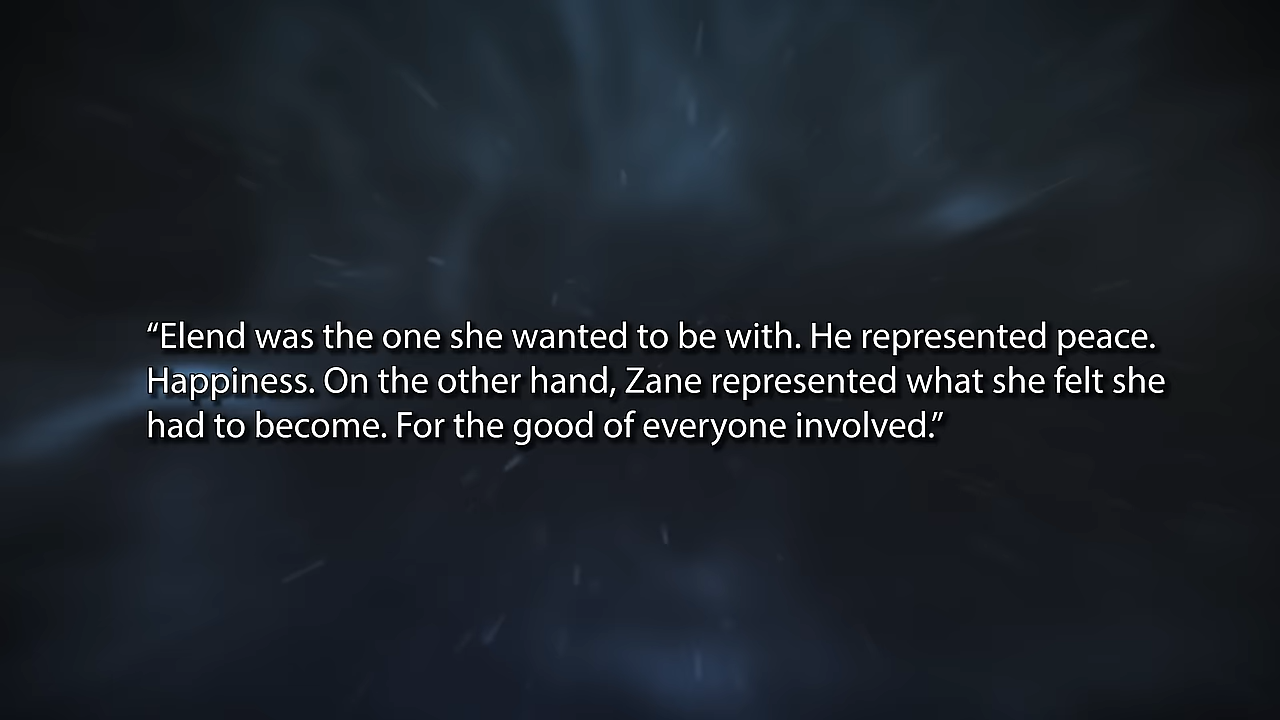 “Elend was the one she wanted to be with. He represented peace.
Happiness. On the other hand, Zane represented what she felt she
had to become. For the good of everyone involved.”